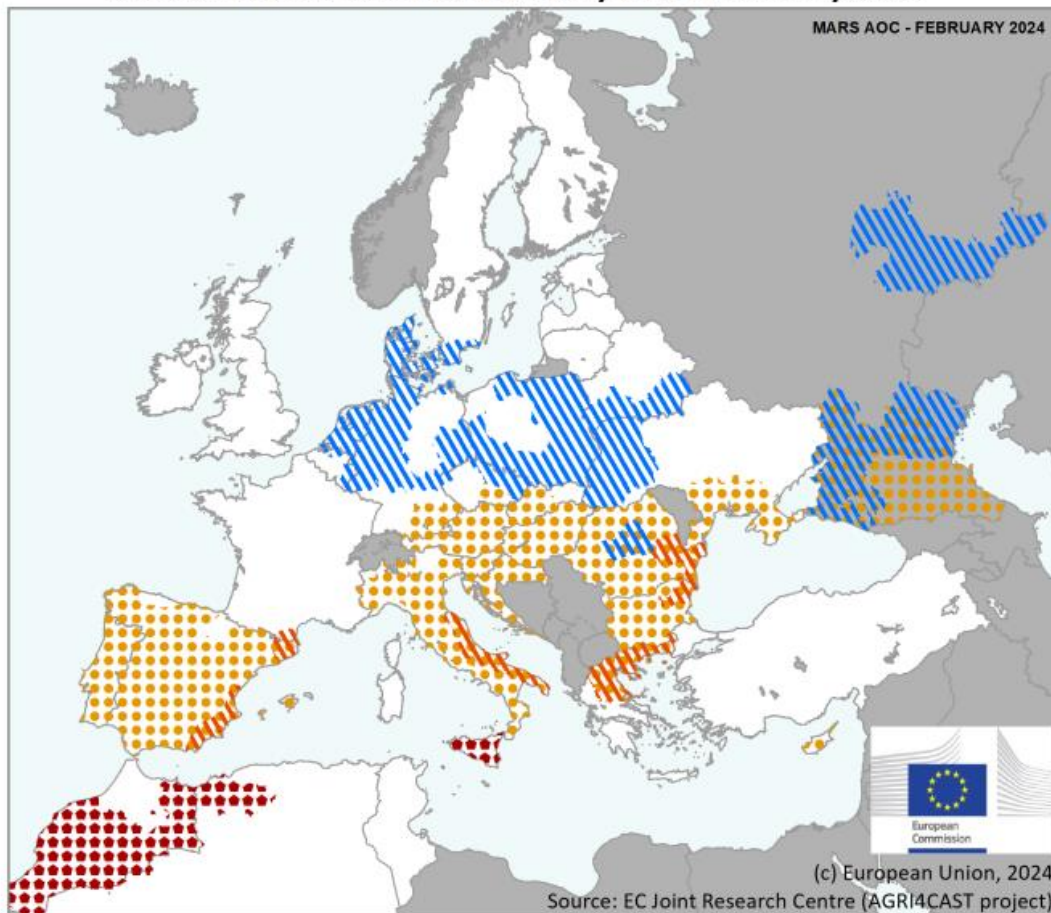 MARS AOC - FEBRUARY 2024
European
Commission
(c) European Union, 2024
Source: EC Joint Research Centre (AGRI4CAST project)